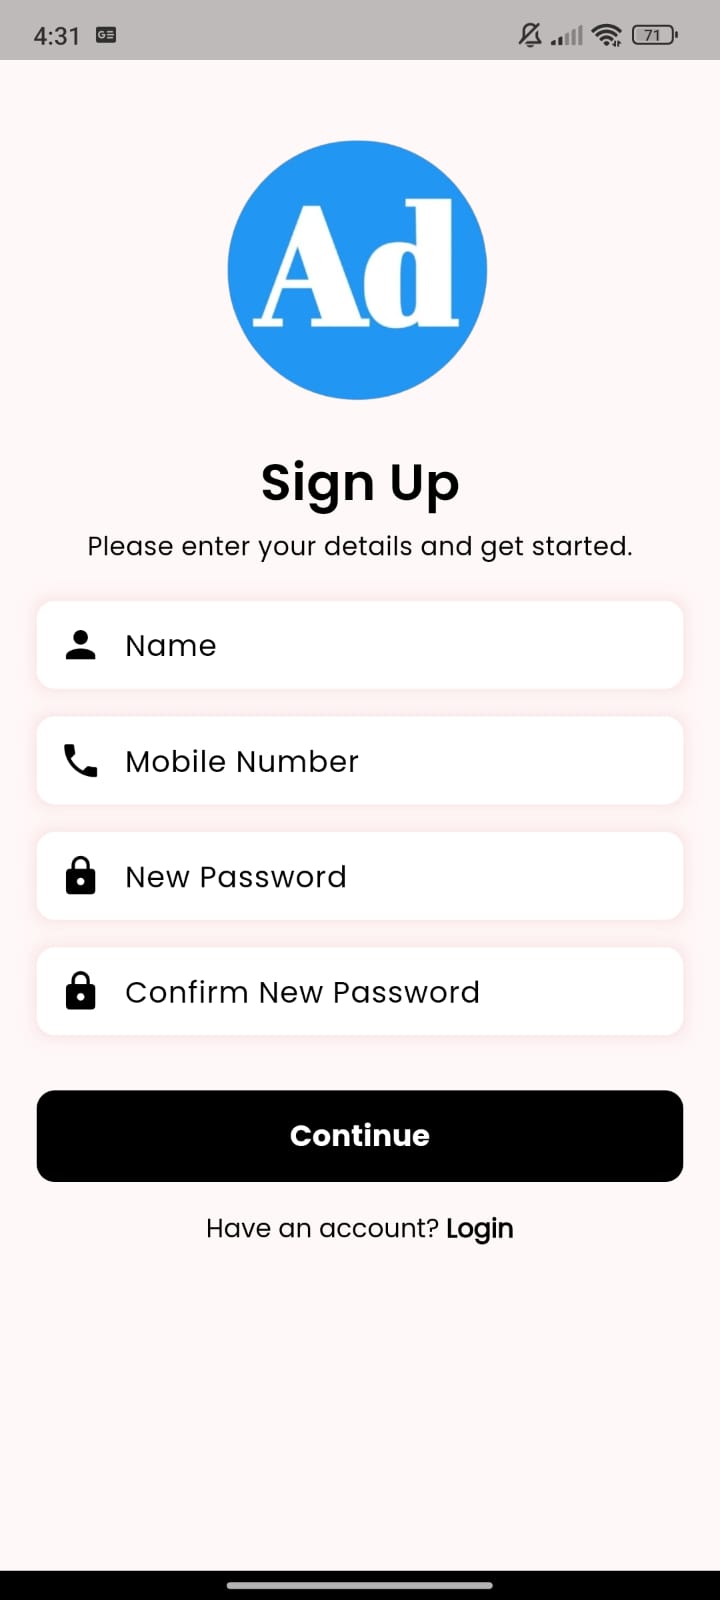 4:31 GE 71
Ad
Sign Up
Please enter your details and get started.
Name
Mobile Number
New Password
Confirm New Password
Continue
Have an account? Login